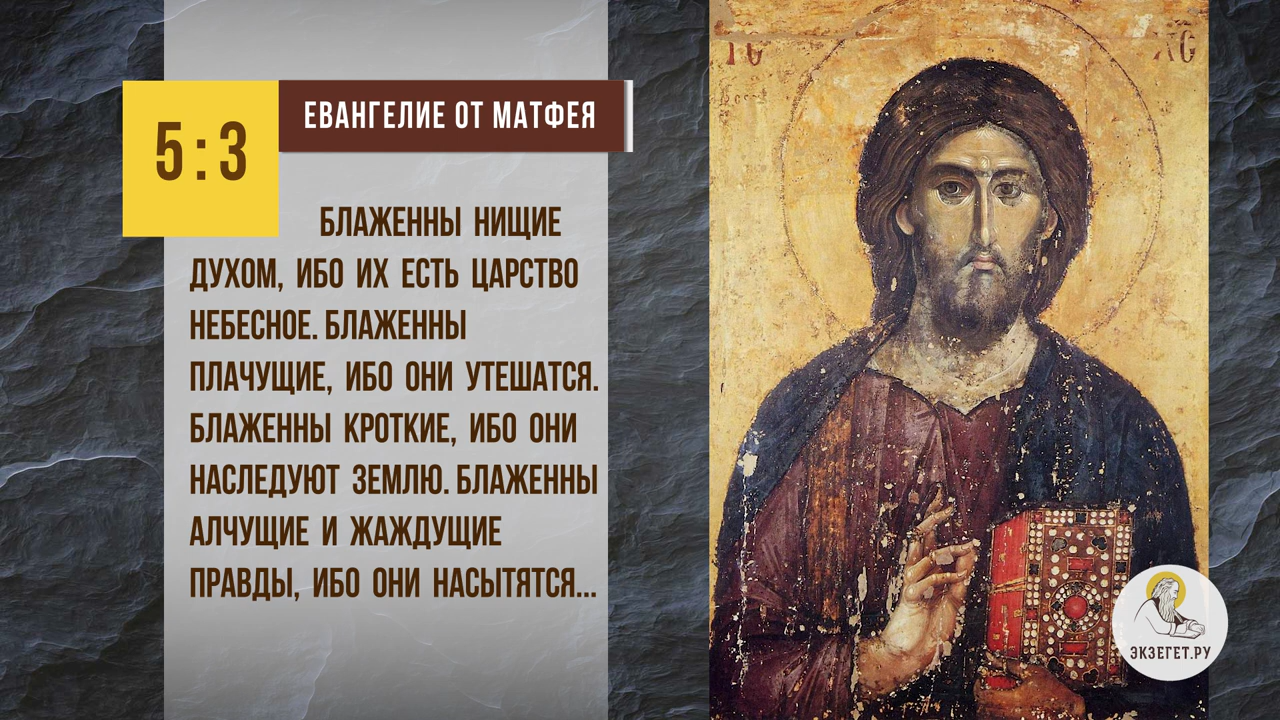 5:3
ЕВАНГЕЛИЕ ОТ МАТФЕЯ
БЛАЖЕННЫ НИЩИЕ
ДУХОМ, ИБО ИХ ЕСТЬ ЦАРСТВО
НЕБЕСНОЕ. БЛАЖЕННЫ
ПЛАЧУЩИЕ, ИБО ОНИ УТЕШАТСЯ.
БЛАЖЕННЫ КРОТКИЕ, ИБО ОНИ
НАСЛЕДУЮТ ЗЕМЛЮ. БЛАЖЕННЫ
АЛЧУЩИЕ И ЖАЖДУЩИЕ
ПРАВДЫ, ИБО ОНИ НАСЫТЯТСЯ...
ЭКЗЕГЕТ.РУ